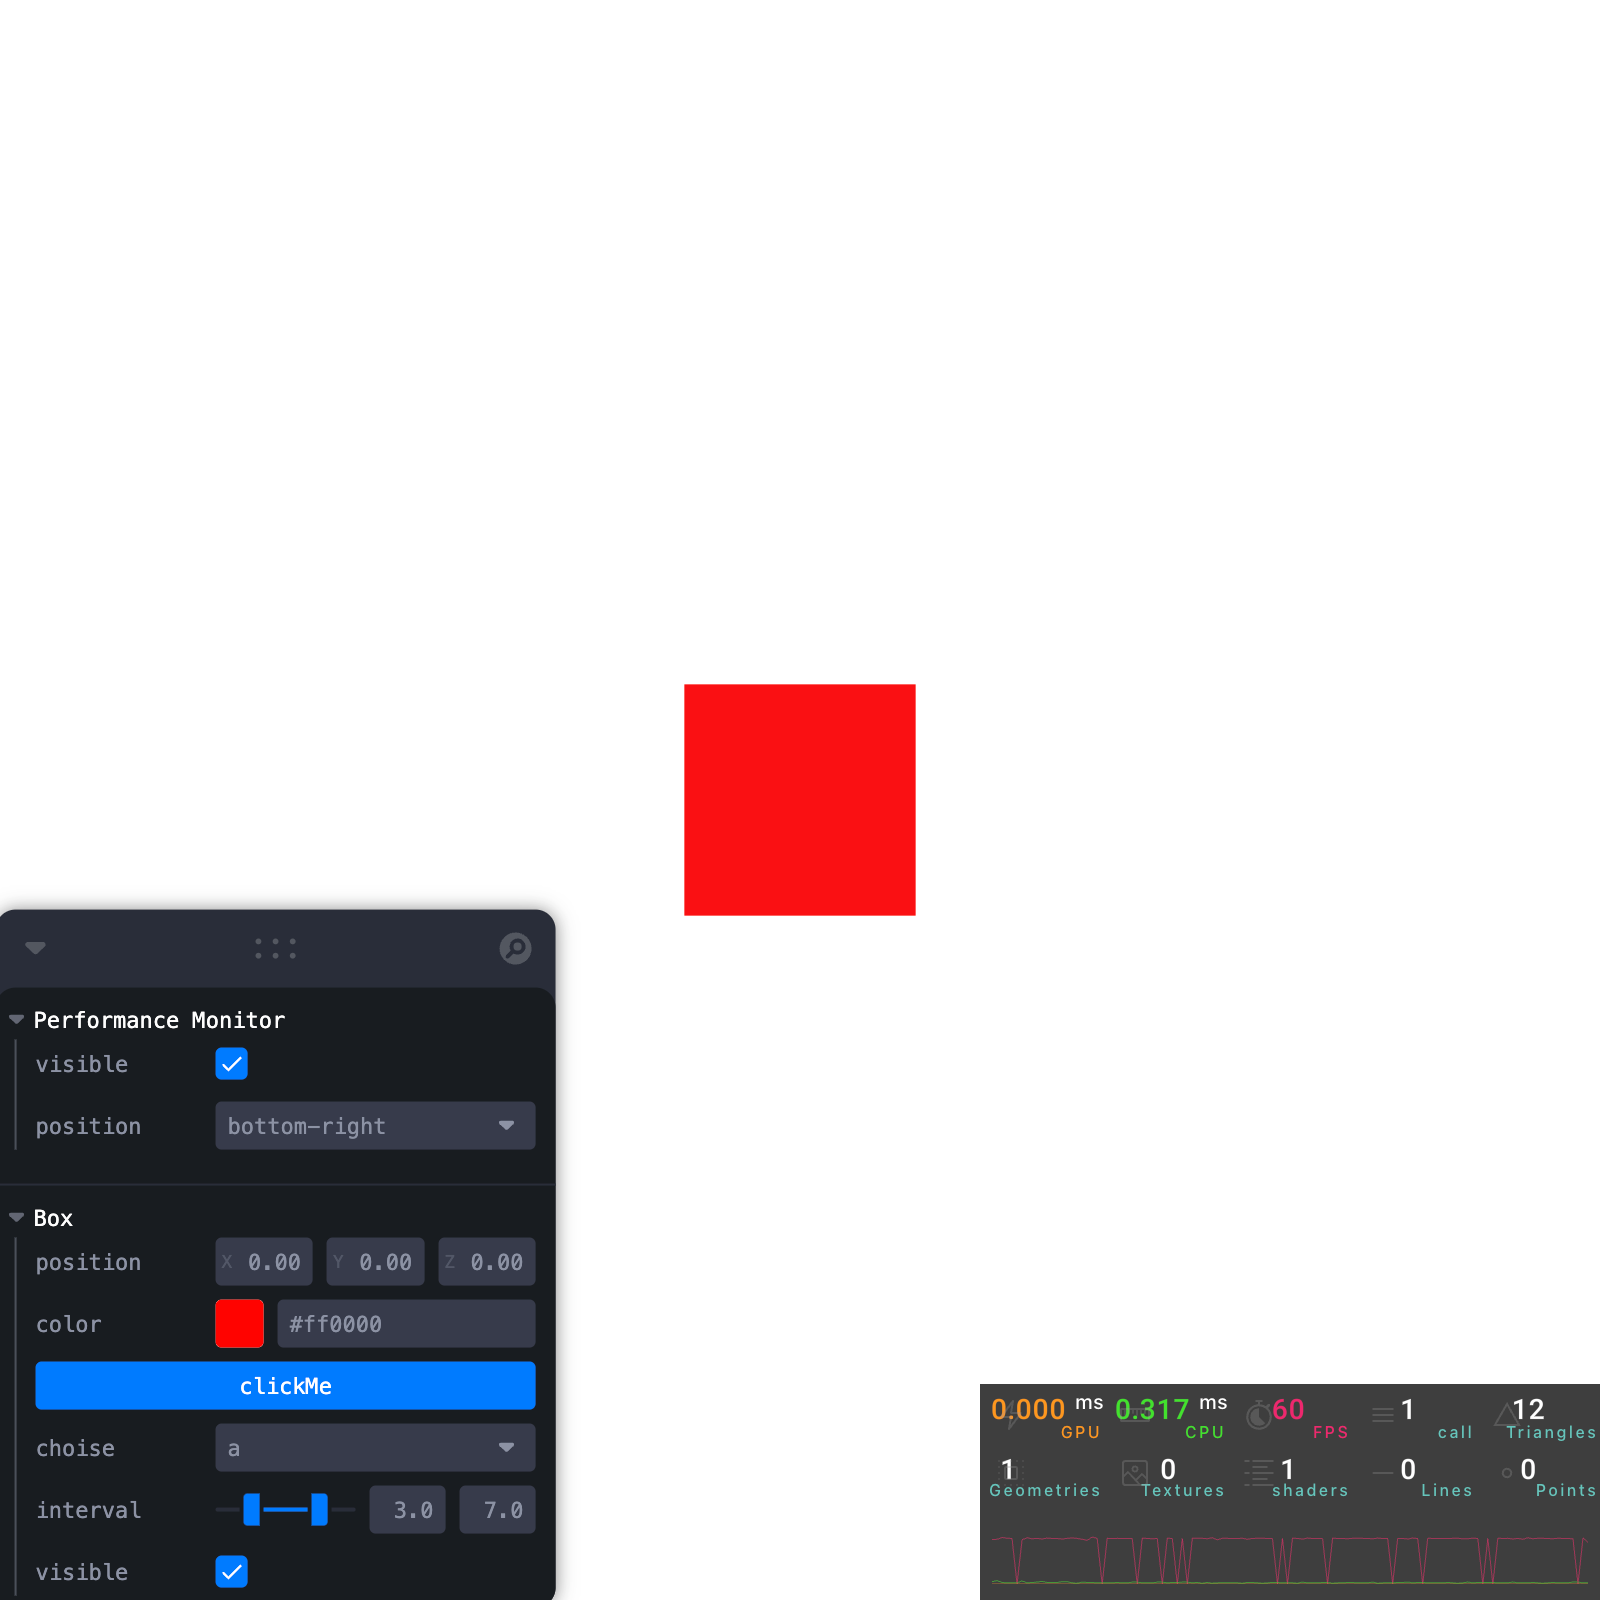 Performance Monitor
visible
position bottom-right
Box
position X 0.00 Y 0.00 Z 0.00
color #ff0000
clickMe
choise a
interval 3.0 7.0
visible
0.000 ms 0.317 ms 60 1 12
GPU CPU FPS call Triangles
1 0 1 0 0
Geometries Textures shaders Lines Points